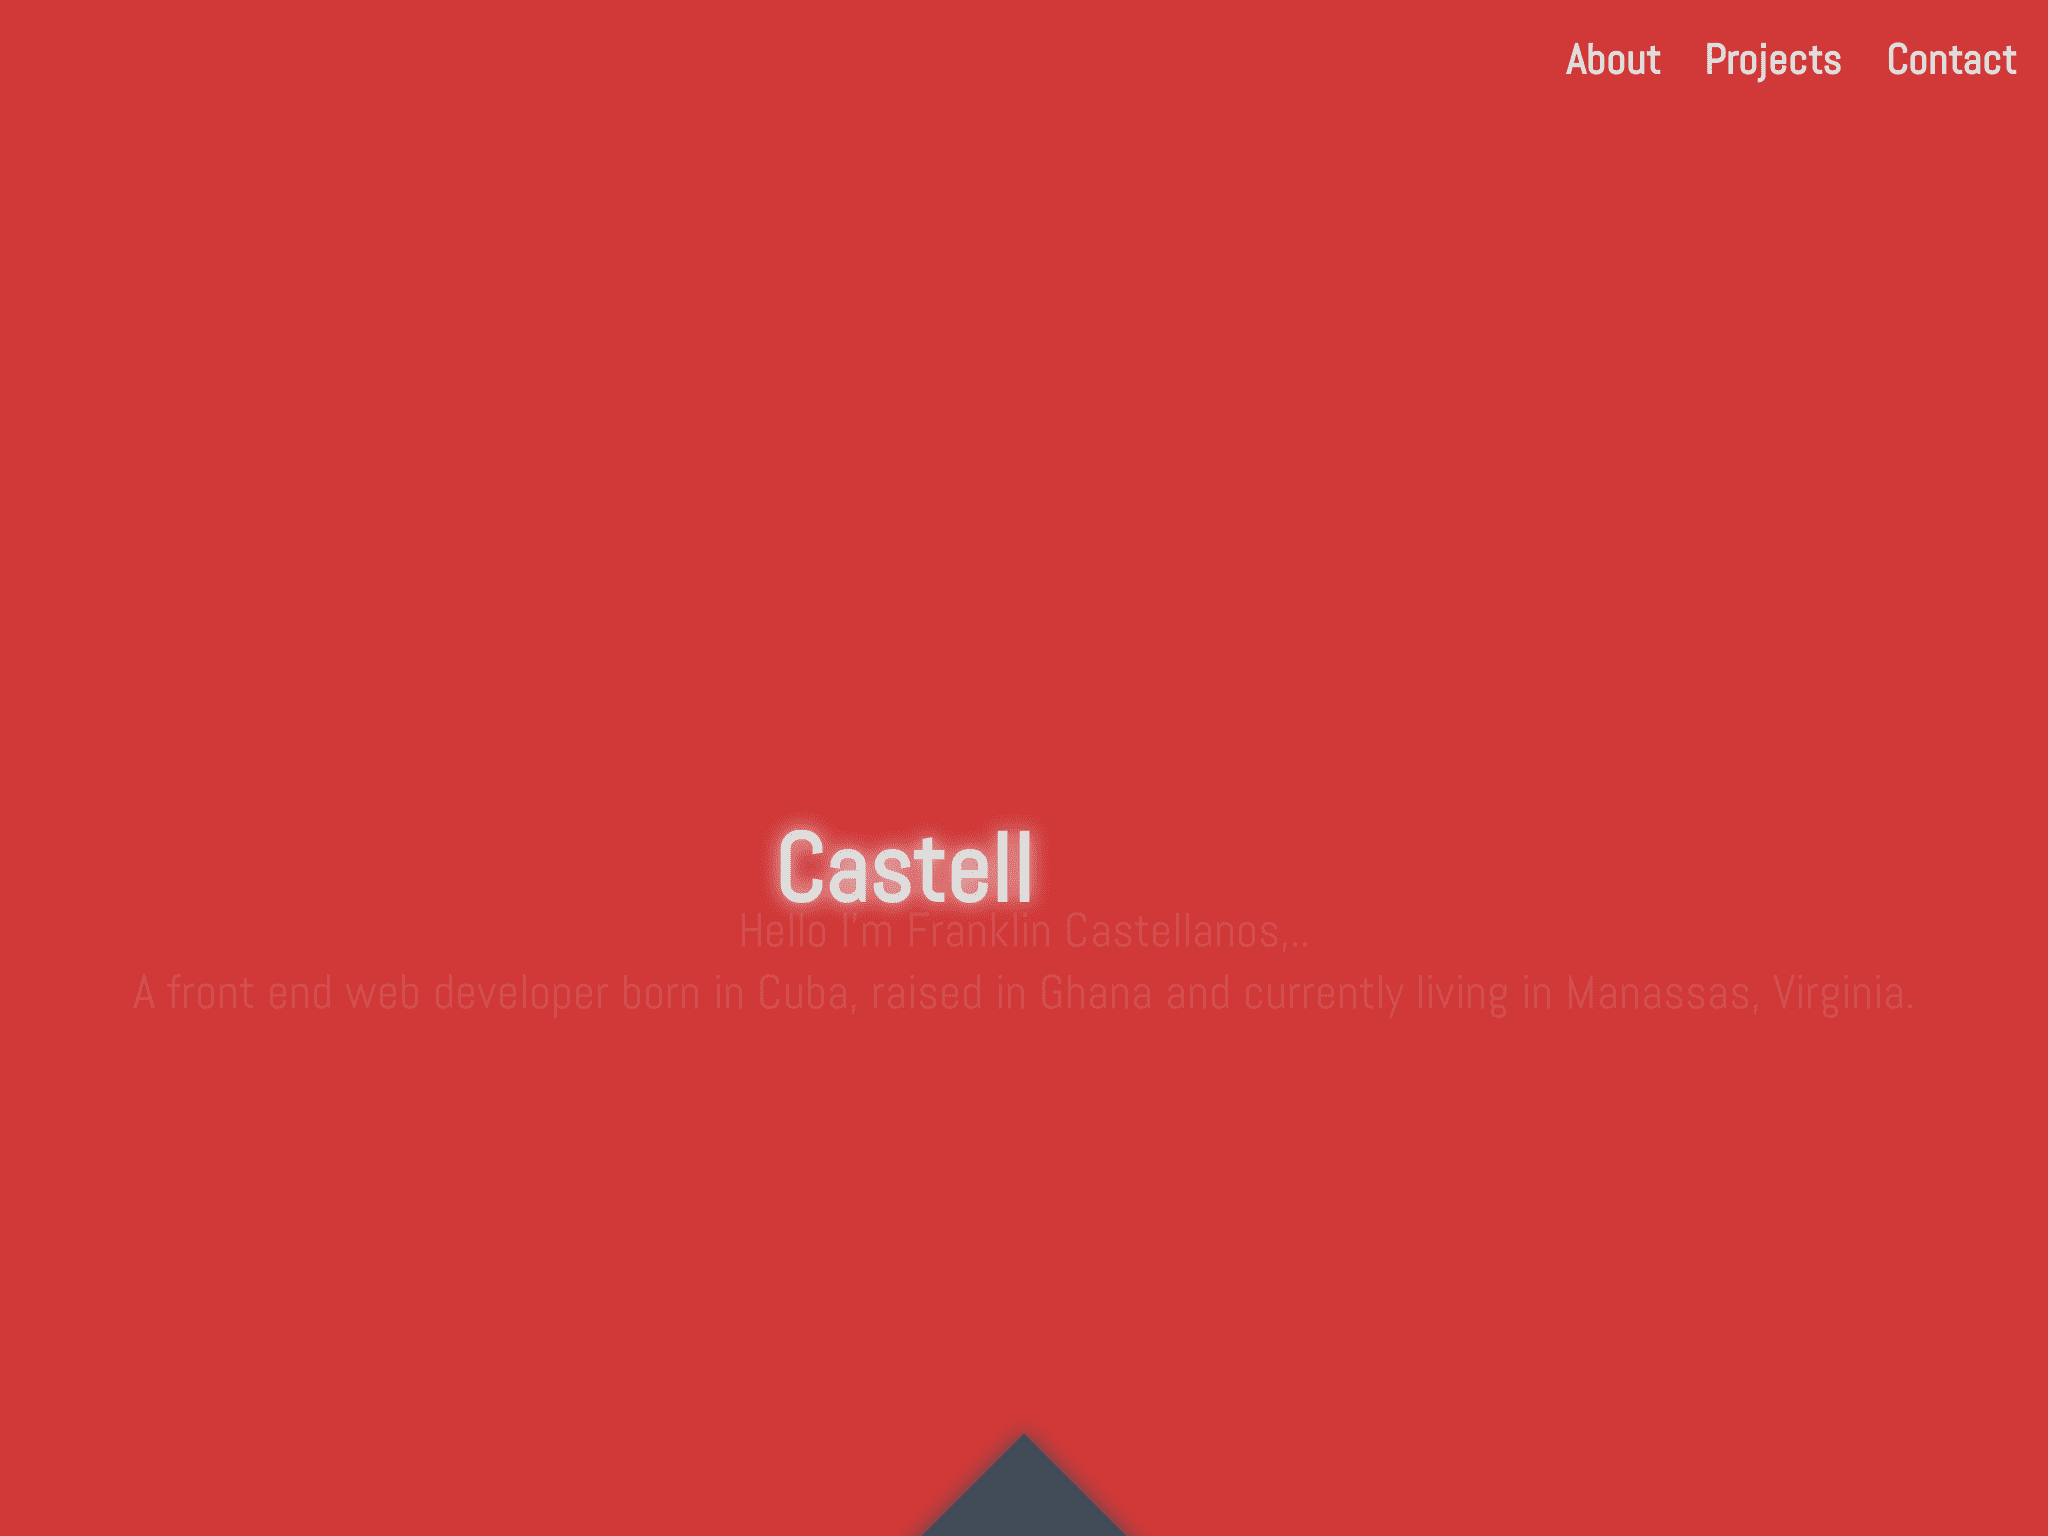 About Projects Contact
Castell
Hello I'm Franklin Castellanos,..
A front end web developer born in Cuba, raised in Ghana and currently living in Manassas, Virginia.